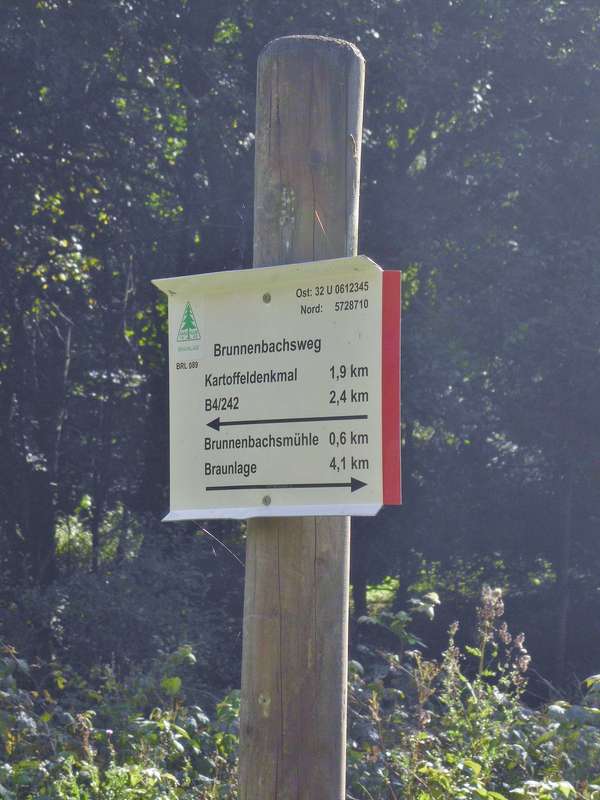 Ost: 32 U 0612345
Nord: 5728710
BRAUNLAGE
BRL 089
Brunnenbachsweg
Kartoffeldenkmal 1,9 km
B4/242 2,4 km
Brunnenbachsmühle 0,6 km
Braunlage 4,1 km